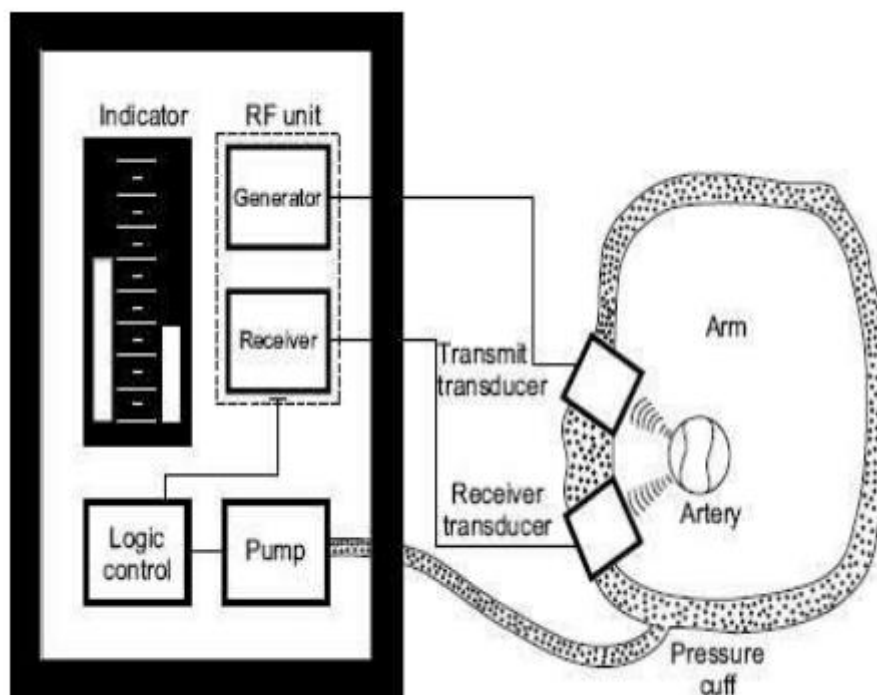 Indicator
RF unit
Generator
Receiver
Logic
control
Pump
Transmit
transducer
Receiver
transducer
Arm
Artery
Pressure
cuff